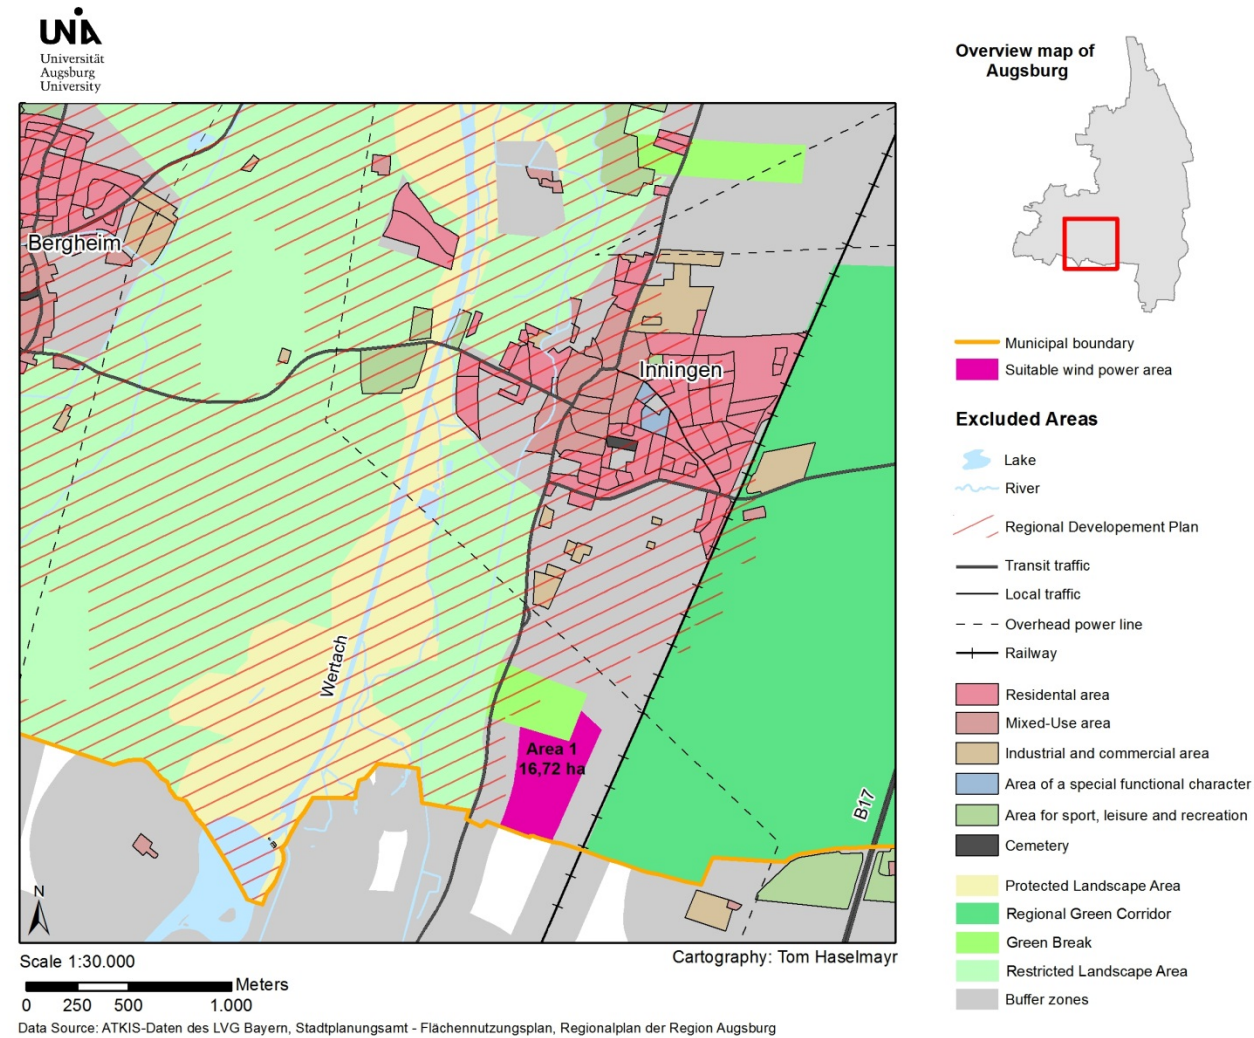 UNIA
Universität
Augsburg
University
Overview map of
Augsburg
Bergheim
Inningen
Wertach
Area 1
16,72 ha
B17
N
Municipal boundary
Suitable wind power area
Excluded Areas
Lake
River
Regional Developement Plan
Transit traffic
Local traffic
Overhead power line
Railway
Residental area
Mixed-Use area
Industrial and commercial area
Area of a special functional character
Area for sport, leisure and recreation
Cemetery
Protected Landscape Area
Regional Green Corridor
Green Break
Restricted Landscape Area
Buffer zones
Scale 1:30.000
Cartography: Tom Haselmayr
Meters
0 250 500 1.000
Data Source: ATKIS-Daten des LVG Bayern, Stadtplanungsamt - Flächennutzungsplan, Regionalplan der Region Augsburg